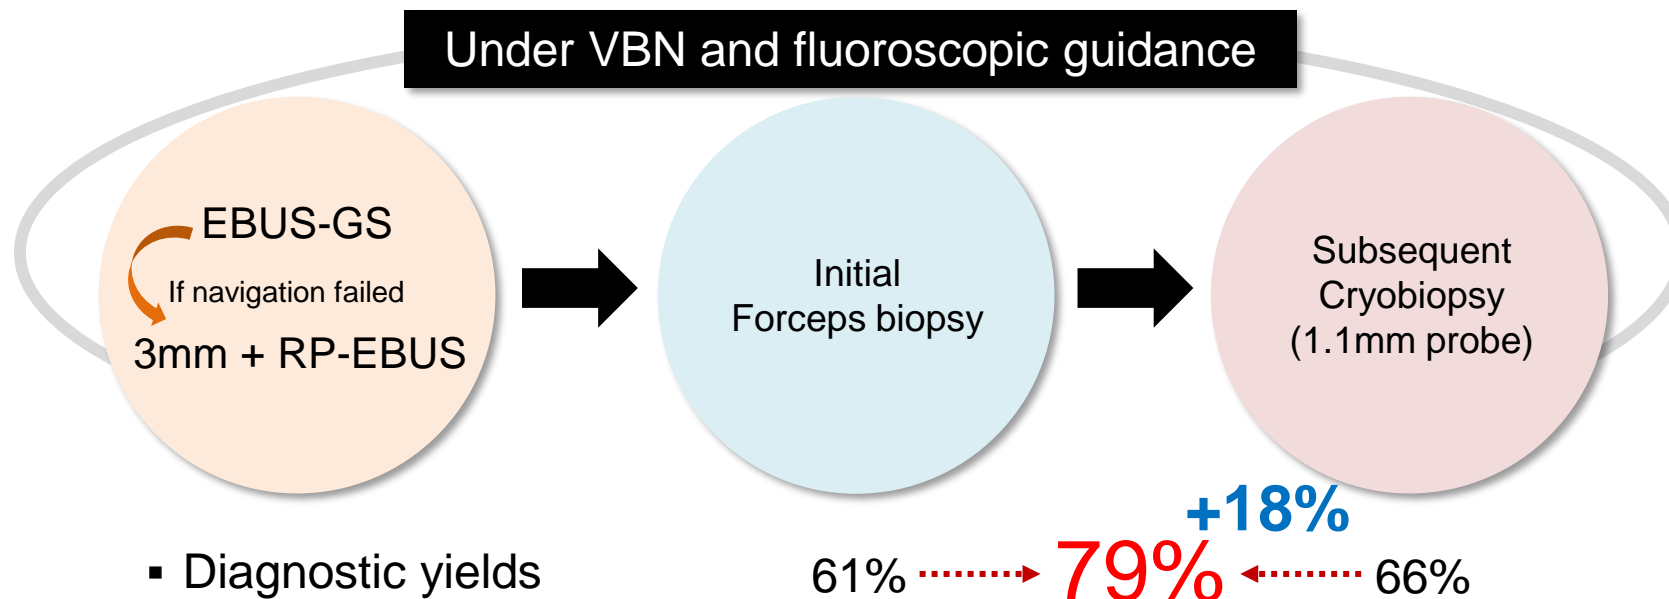 Under VBN and fluoroscopic guidance
EBUS-GS
If navigation failed
3mm + RP-EBUS
Initial
Forceps biopsy
Subsequent
Cryobiopsy
(1.1mm probe)
+18%
▪ Diagnostic yields
61%
79%
66%